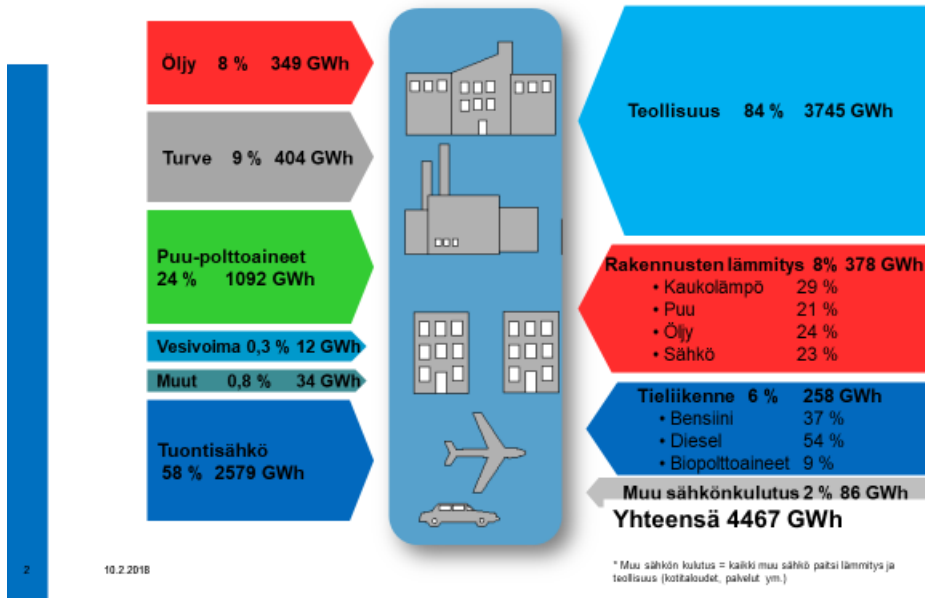 Öljy 8 % 349 GWh
Turve 9 % 404 GWh
Puu-polttoaineet
24 % 1092 GWh
Vesivoima 0,3 % 12 GWh
Muut 0,8 % 34 GWh
Tuontisähkö
58 % 2579 GWh
Teollisuus 84 % 3745 GWh
Rakennusten lämmitys 8% 378 GWh
• Kaukolämpö 29 %
• Puu 21 %
• Öljy 24 %
• Sähkö 23 %
Tieliikenne 6 % 258 GWh
• Bensiini 37 %
• Diesel 54 %
• Biopolttoaineet 9 %
Muu sähkönkulutus 2 % 86 GWh
Yhteensä 4467 GWh
2
10.2.2018
* Muu sähkön kulutus = kaikki muu sähkö paitsi lämmitys ja
teollisuus (kotitaloudet, palvelut ym.)